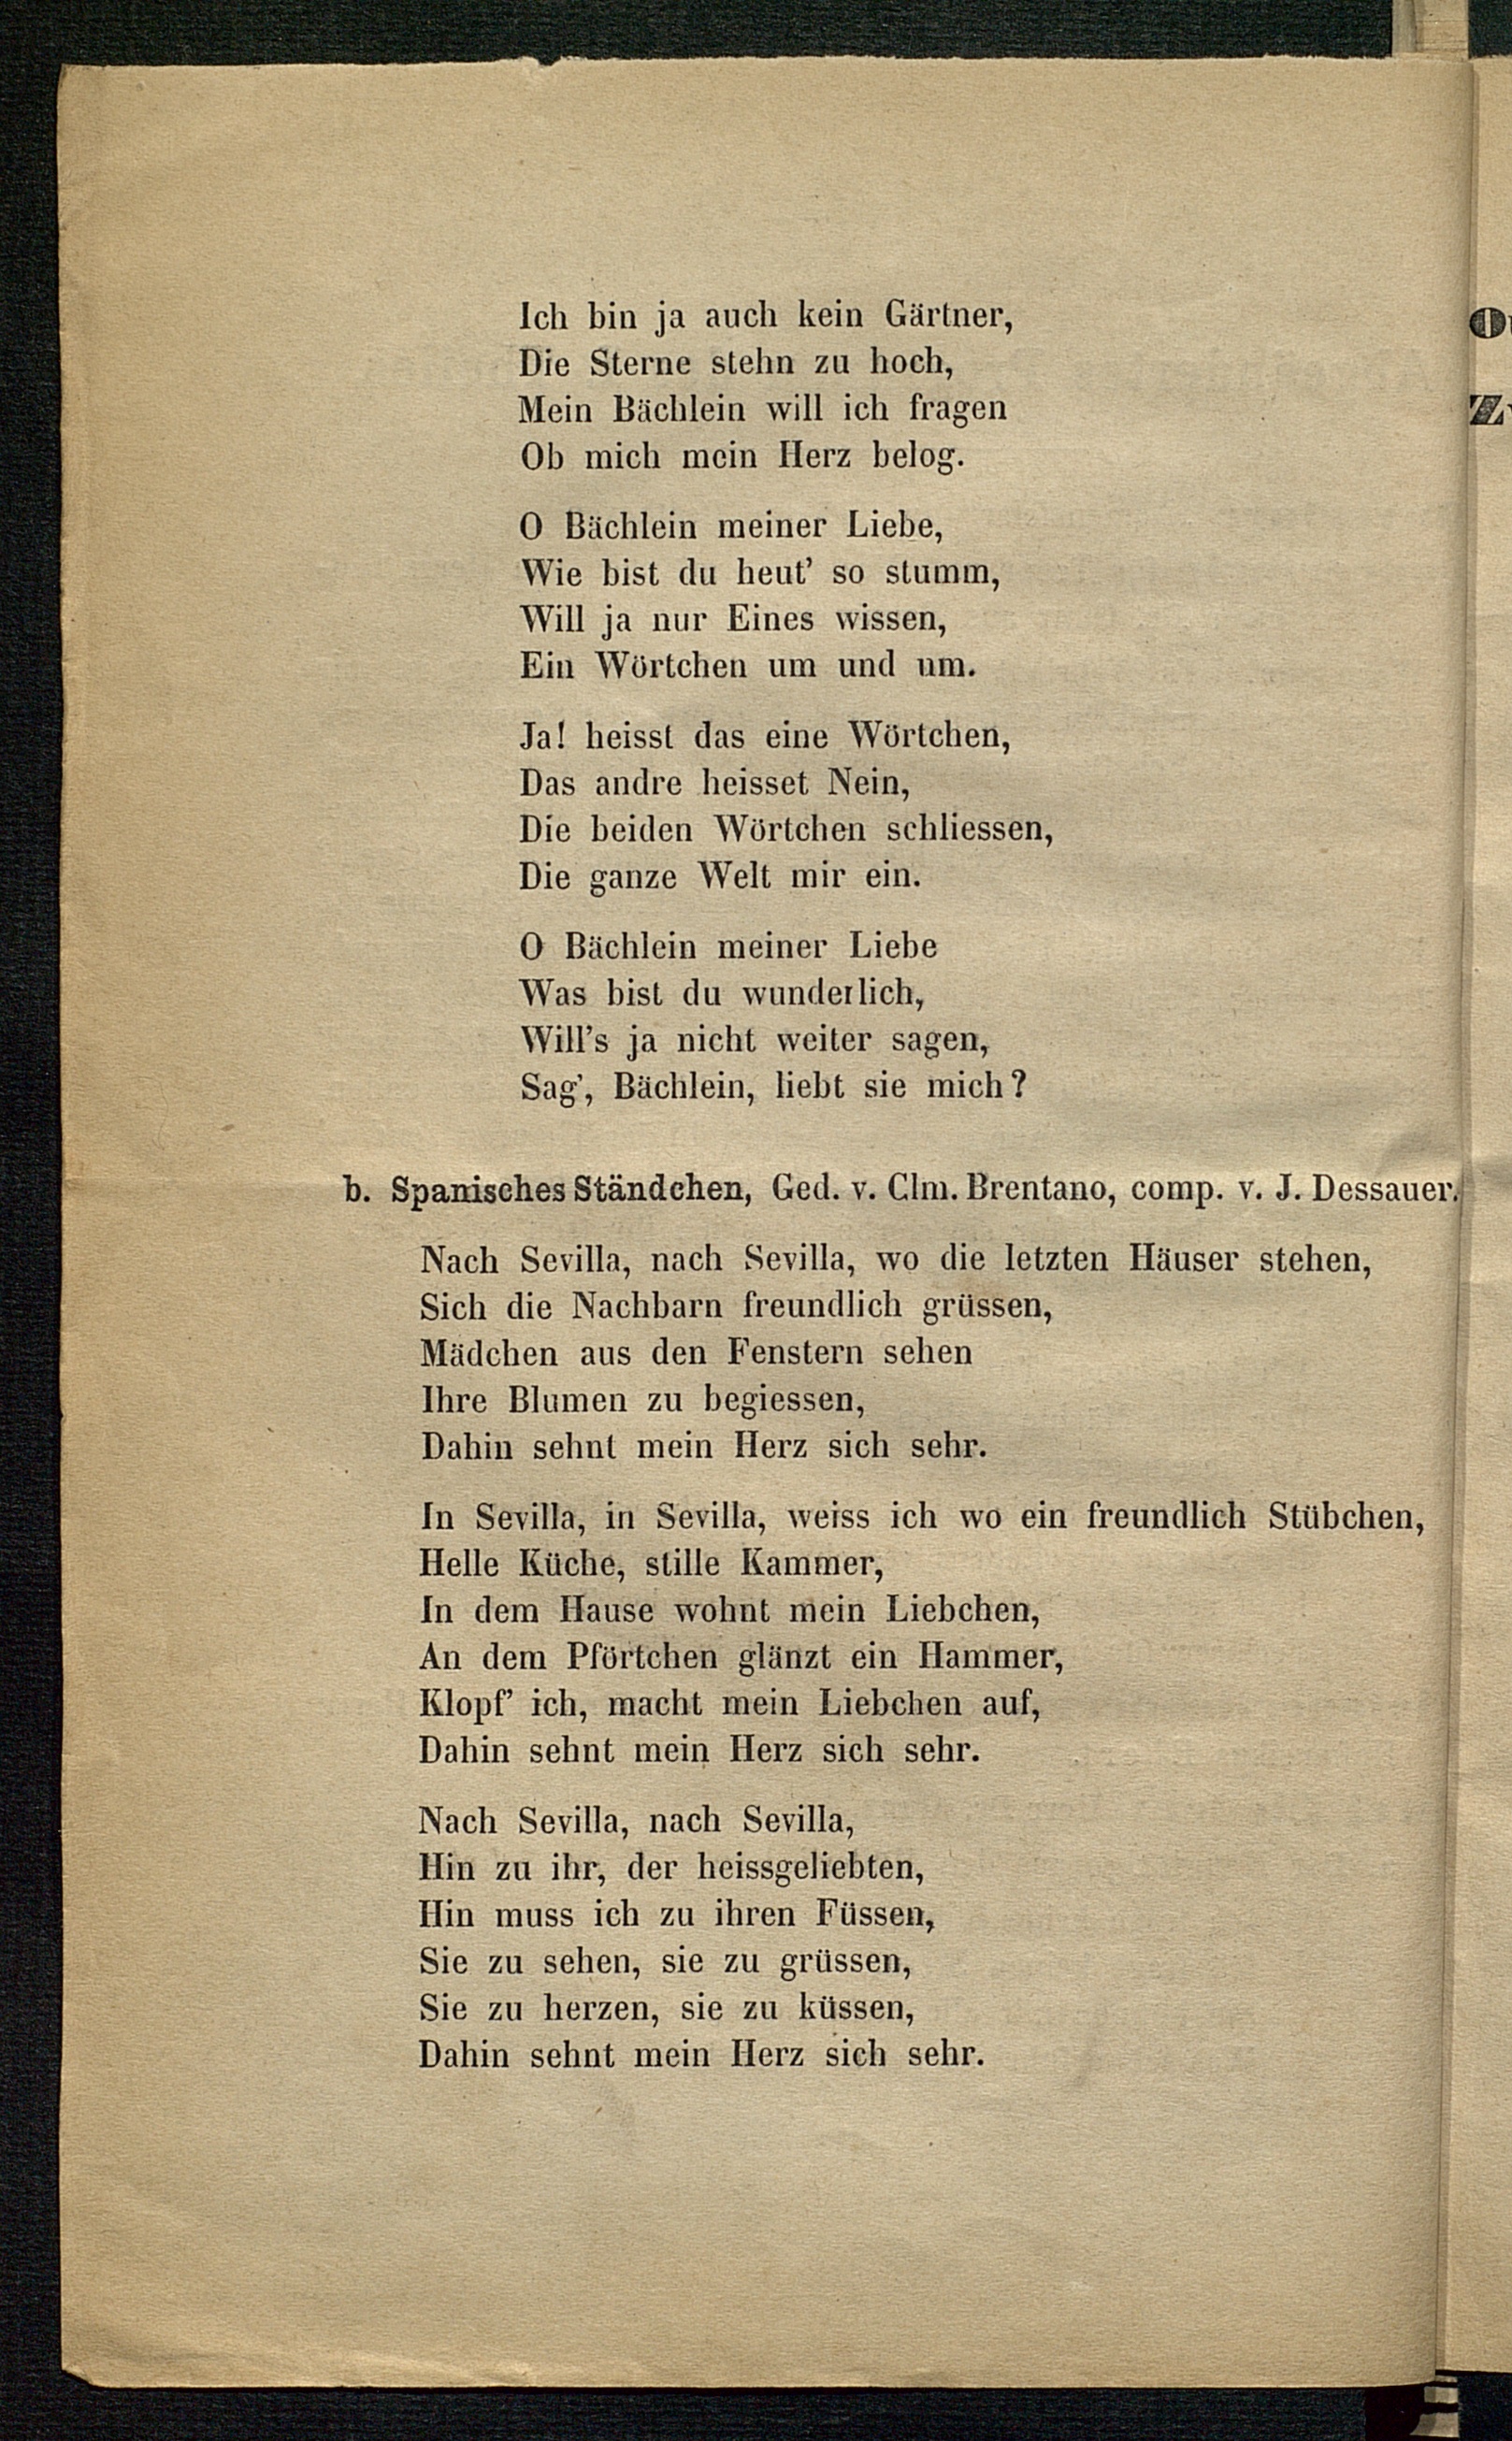 Ich bin ja auch kein Gärtner,
Die Sterne stehn zu hoch,
Mein Bächlein will ich fragen
Ob mich mein Herz belog.
O Bächlein meiner Liebe,
Wie bist du heut' so stumm,
Will ja nur Eines wissen,
Ein Wörtchen um und um.
Ja! heisst das eine Wörtchen,
Das andre heisset Nein,
Die beiden Wörtchen schliessen,
Die ganze Welt mir ein.
O Bächlein meiner Liebe
Was bist du wunderlich,
Will's ja nicht weiter sagen,
Sag', Bächlein, liebt sie mich?
b. Spanisches Ständchen, Ged. v. Clm. Brentano, comp. v. J. Dessauer.
Nach Sevilla, nach Sevilla, wo die letzten Häuser stehen,
Sich die Nachbarn freundlich grüssen,
Mädchen aus den Fenstern sehen
Ihre Blumen zu begiessen,
Dahin sehnt mein Herz sich sehr.
In Sevilla, in Sevilla, weiss ich wo ein freundlich Stübchen,
Helle Küche, stille Kammer,
In dem Hause wohnt mein Liebchen,
An dem Pförtchen glänzt ein Hammer,
Klopf' ich, macht mein Liebchen auf,
Dahin sehnt mein Herz sich sehr.
Nach Sevilla, nach Sevilla,
Hin zu ihr, der heissgeliebten,
Hin muss ich zu ihren Füssen,
Sie zu sehen, sie zu grüssen,
Sie zu herzen, sie zu küssen,
Dahin sehnt mein Herz sich sehr.